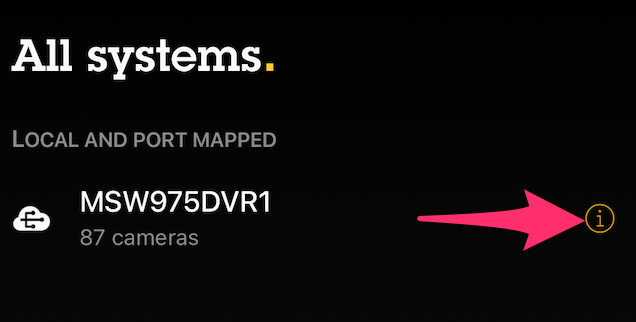 All systems.
LOCAL AND PORT MAPPED
MSW975DVR1
87 cameras
i